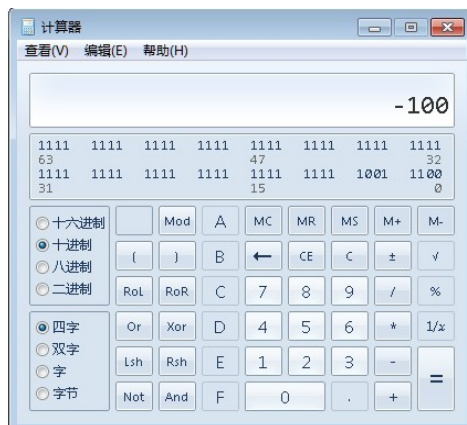 计算器
查看(V) 编辑(E) 帮助(H)
-100
1111 1111 1111 1111 1111 1111 1111 1111
63 47 32
1111 1111 1111 1111 1111 1111 1001 1100
31 15 0
十六进制 Mod A MC MR MS M+ M-
十进制
八进制 ( ) B ← CE C ± √
二进制 RoL RoR C 7 8 9 / %
四字 Or Xor D 4 5 6 * 1/x
双字
字 Lsh Rsh E 1 2 3 - =
字节 Not And F 0 . +